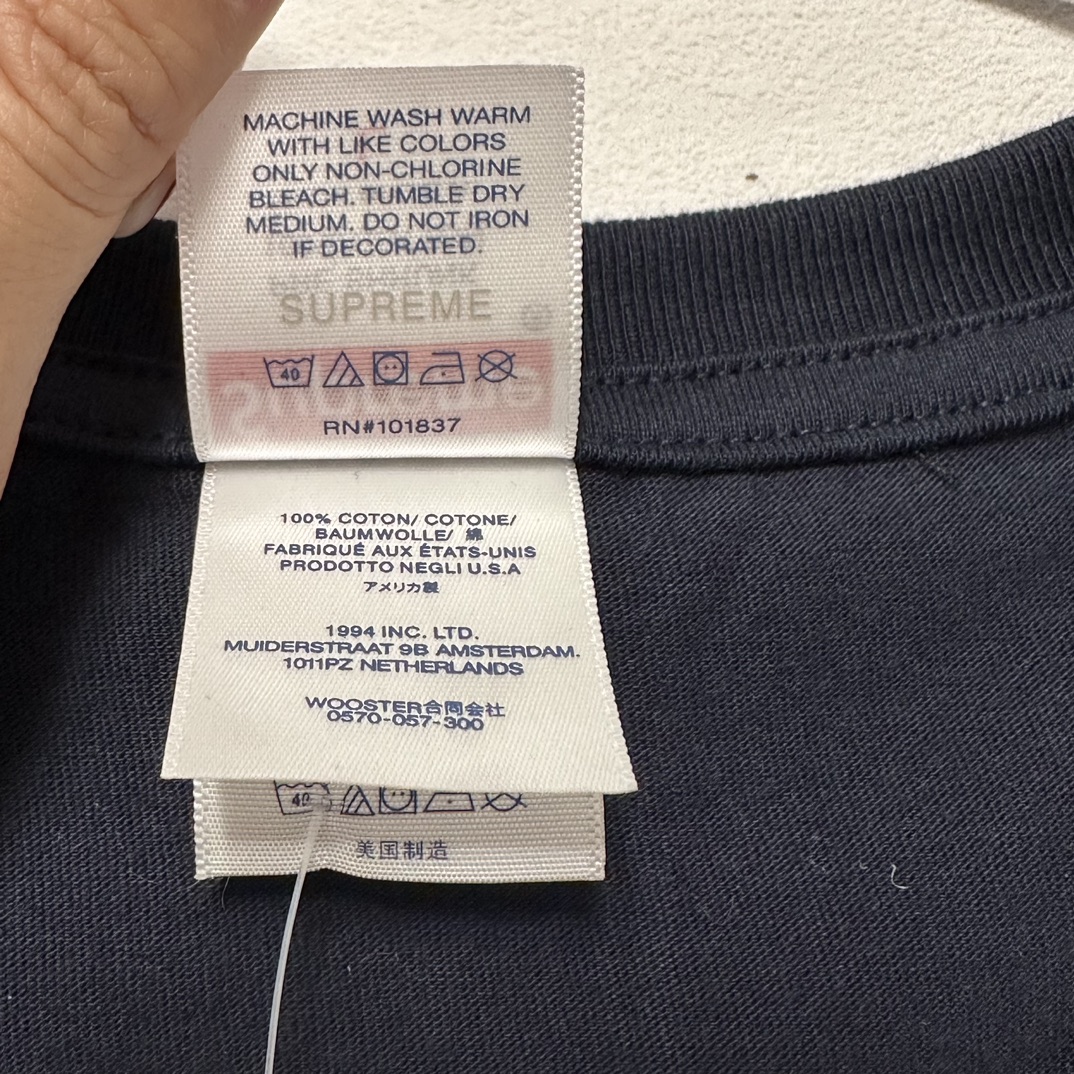 MACHINE WASH WARM
WITH LIKE COLORS
ONLY NON-CHLORINE
BLEACH. TUMBLE DRY
MEDIUM. DO NOT IRON
IF DECORATED.
SUPREME
40
Supreme
RN#101837
100% COTON/ COTONE/
BAUMWOLLE/ 綿
FABRIQUÉ AUX ÉTATS-UNIS
PRODOTTO NEGLI U.S.A
アメリカ製
1994 INC. LTD.
MUIDERSTRAAT 9B AMSTERDAM.
1011PZ NETHERLANDS
WOOSTER合同会社
0570-057-300
40
美国制造